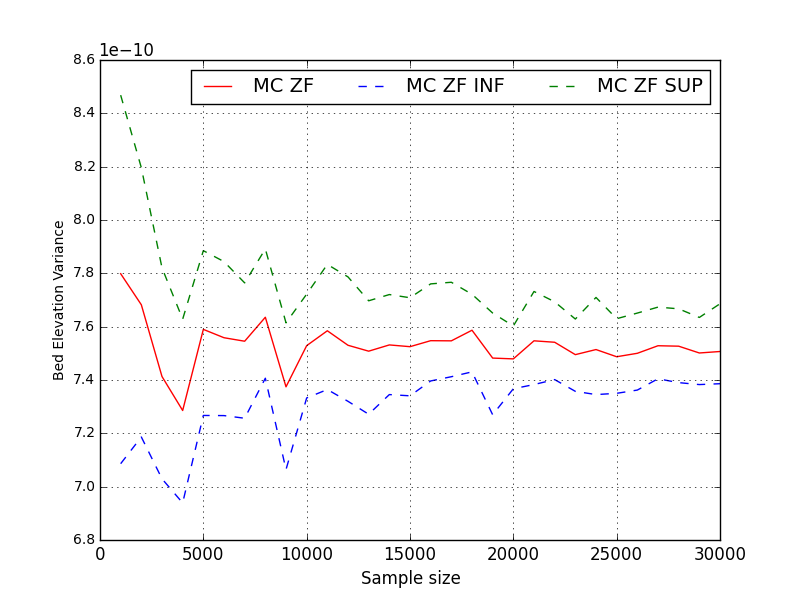 1e−10
MC ZF MC ZF INF MC ZF SUP
8.6
8.4
8.2
8.0
7.8
7.6
7.4
7.2
7.0
6.8
Bed Elevation Variance
0 5000 10000 15000 20000 25000 30000
Sample size